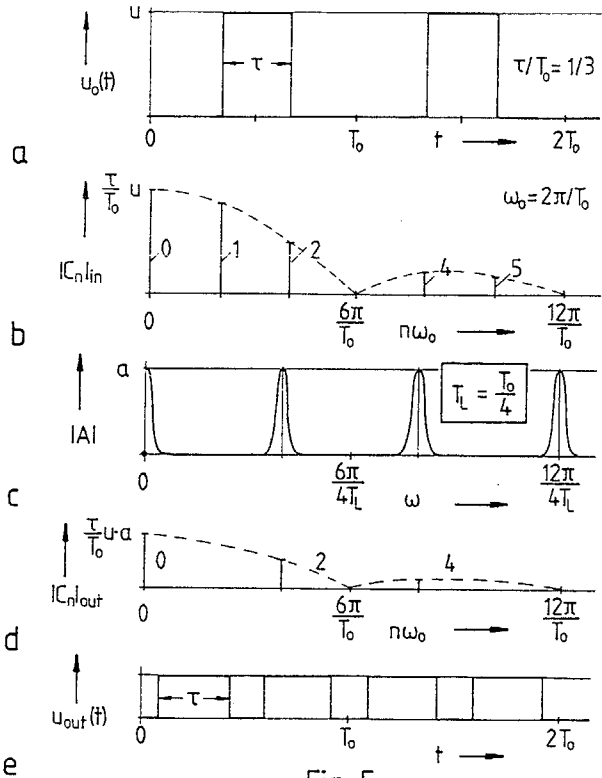 u
u₀(t)
τ
τ/T₀ = 1/3
0
T₀
t
2T₀
a
τ/T₀ u
ω₀ = 2π/T₀
|Cₙ|in
0
1
2
4
5
0
6π/T₀
nω₀
12π/T₀
b
a
|A|
T_L = T₀/4
0
6π/4T_L
ω
12π/4T_L
c
τ/T₀ u·a
0
2
4
|Cₙ|out
0
6π/T₀
nω₀
12π/T₀
d
u_out(t)
τ
0
T₀
t
2T₀
e